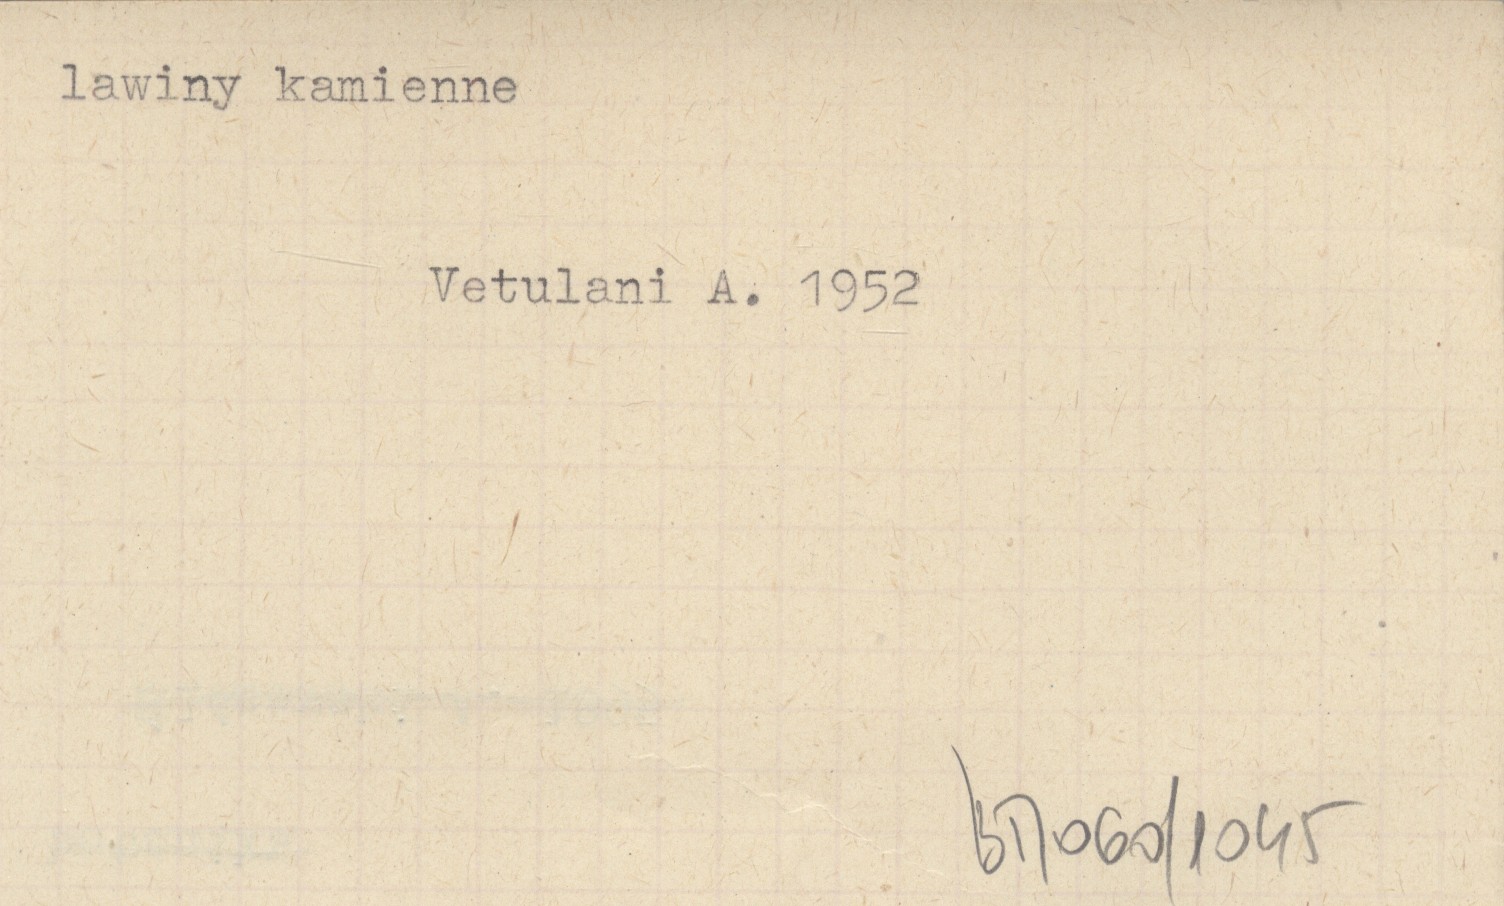 lawiny kamienne
Vetulani A. 1952